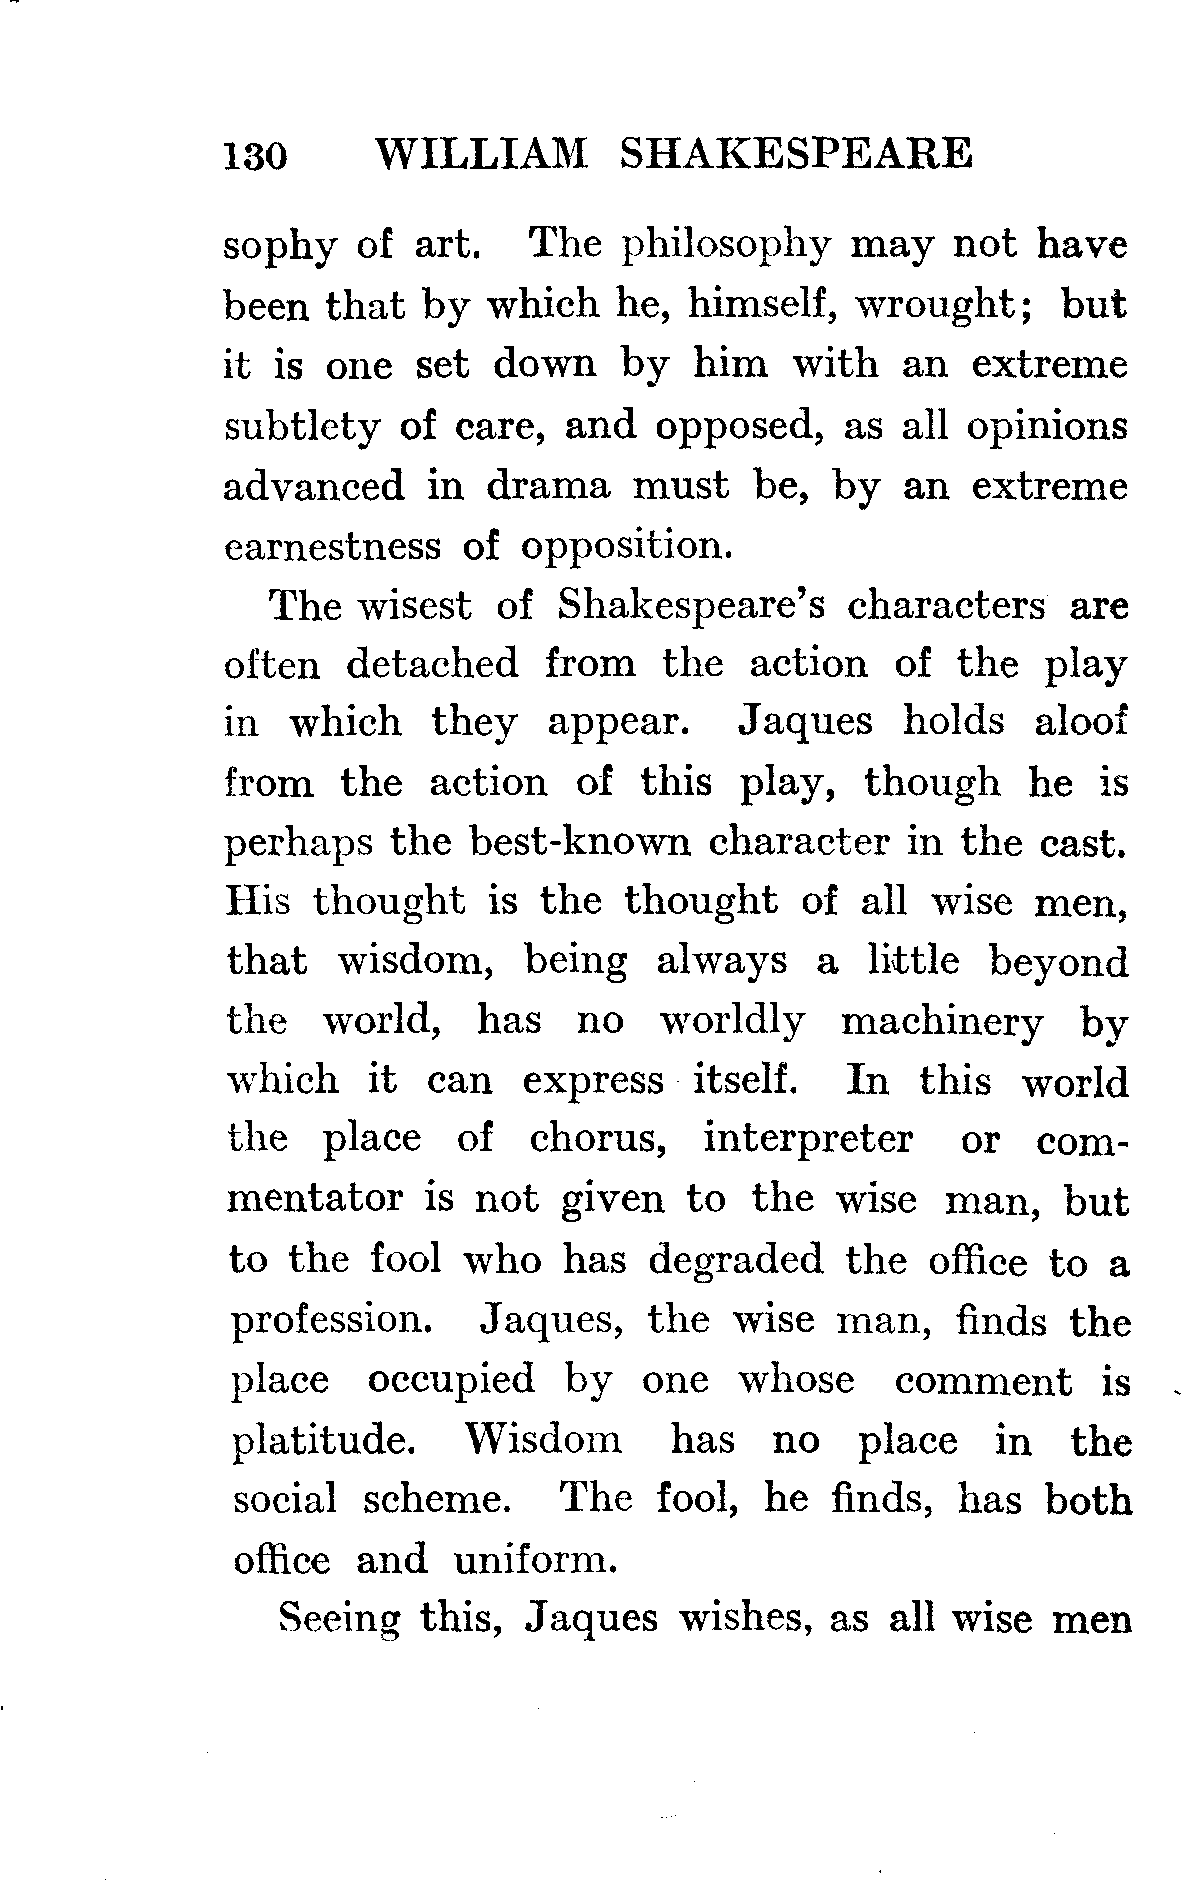 130 WILLIAM SHAKESPEARE
sophy of art. The philosophy may not have
been that by which he, himself, wrought; but
it is one set down by him with an extreme
subtlety of care, and opposed, as all opinions
advanced in drama must be, by an extreme
earnestness of opposition.
The wisest of Shakespeare's characters are
often detached from the action of the play
in which they appear. Jaques holds aloof
from the action of this play, though he is
perhaps the best-known character in the cast.
His thought is the thought of all wise men,
that wisdom, being always a little beyond
the world, has no worldly machinery by
which it can express itself. In this world
the place of chorus, interpreter or com-
mentator is not given to the wise man, but
to the fool who has degraded the office to a
profession. Jaques, the wise man, finds the
place occupied by one whose comment is
platitude. Wisdom has no place in the
social scheme. The fool, he finds, has both
office and uniform.
Seeing this, Jaques wishes, as all wise men